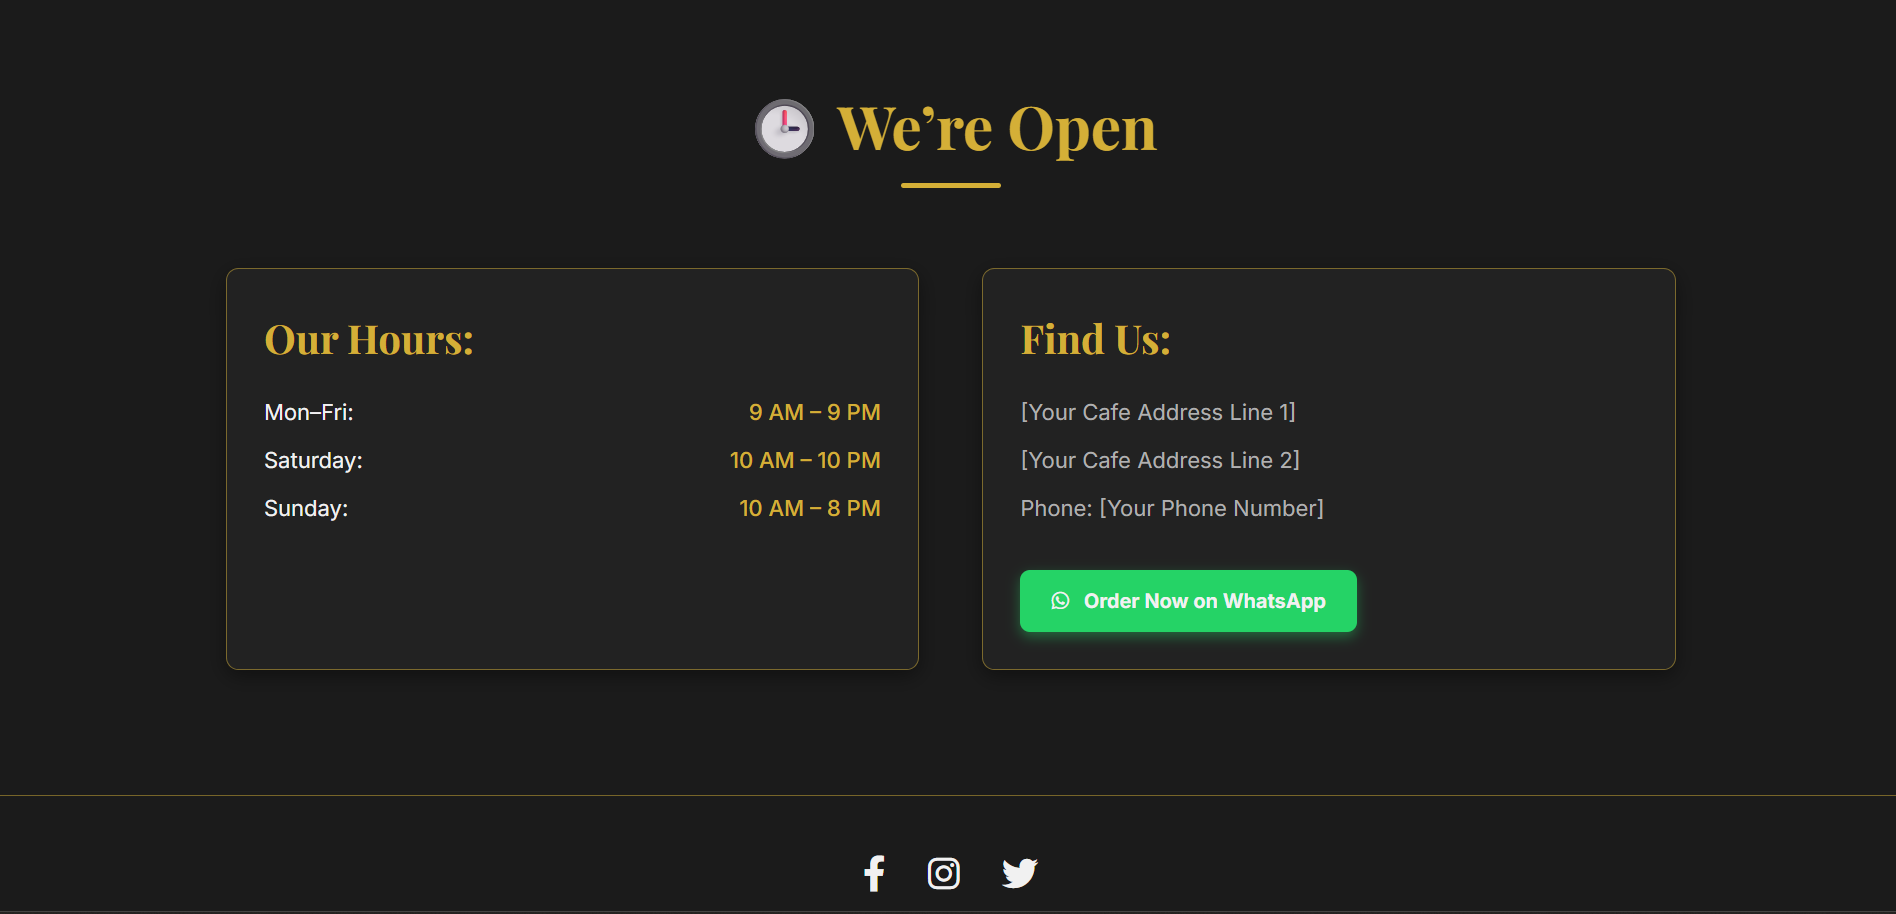 We’re Open
Our Hours:
Mon–Fri: 9 AM – 9 PM
Saturday: 10 AM – 10 PM
Sunday: 10 AM – 8 PM
Find Us:
[Your Cafe Address Line 1]
[Your Cafe Address Line 2]
Phone: [Your Phone Number]
Order Now on WhatsApp